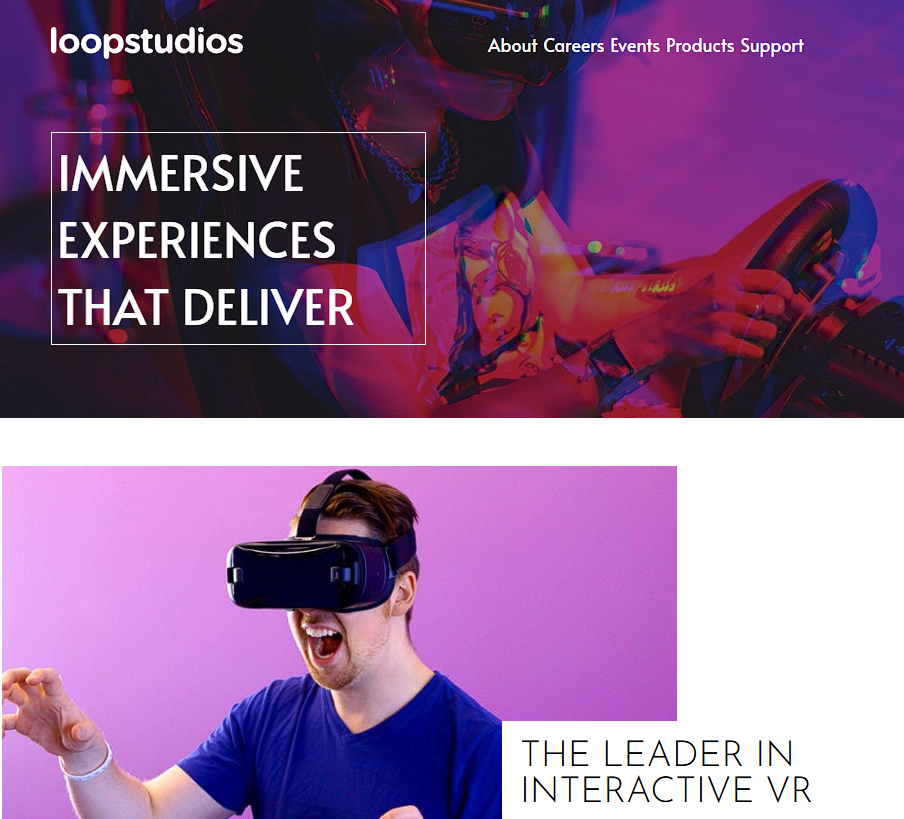 loopstudios
About Careers Events Products Support
IMMERSIVE
EXPERIENCES
THAT DELIVER
THE LEADER IN
INTERACTIVE VR